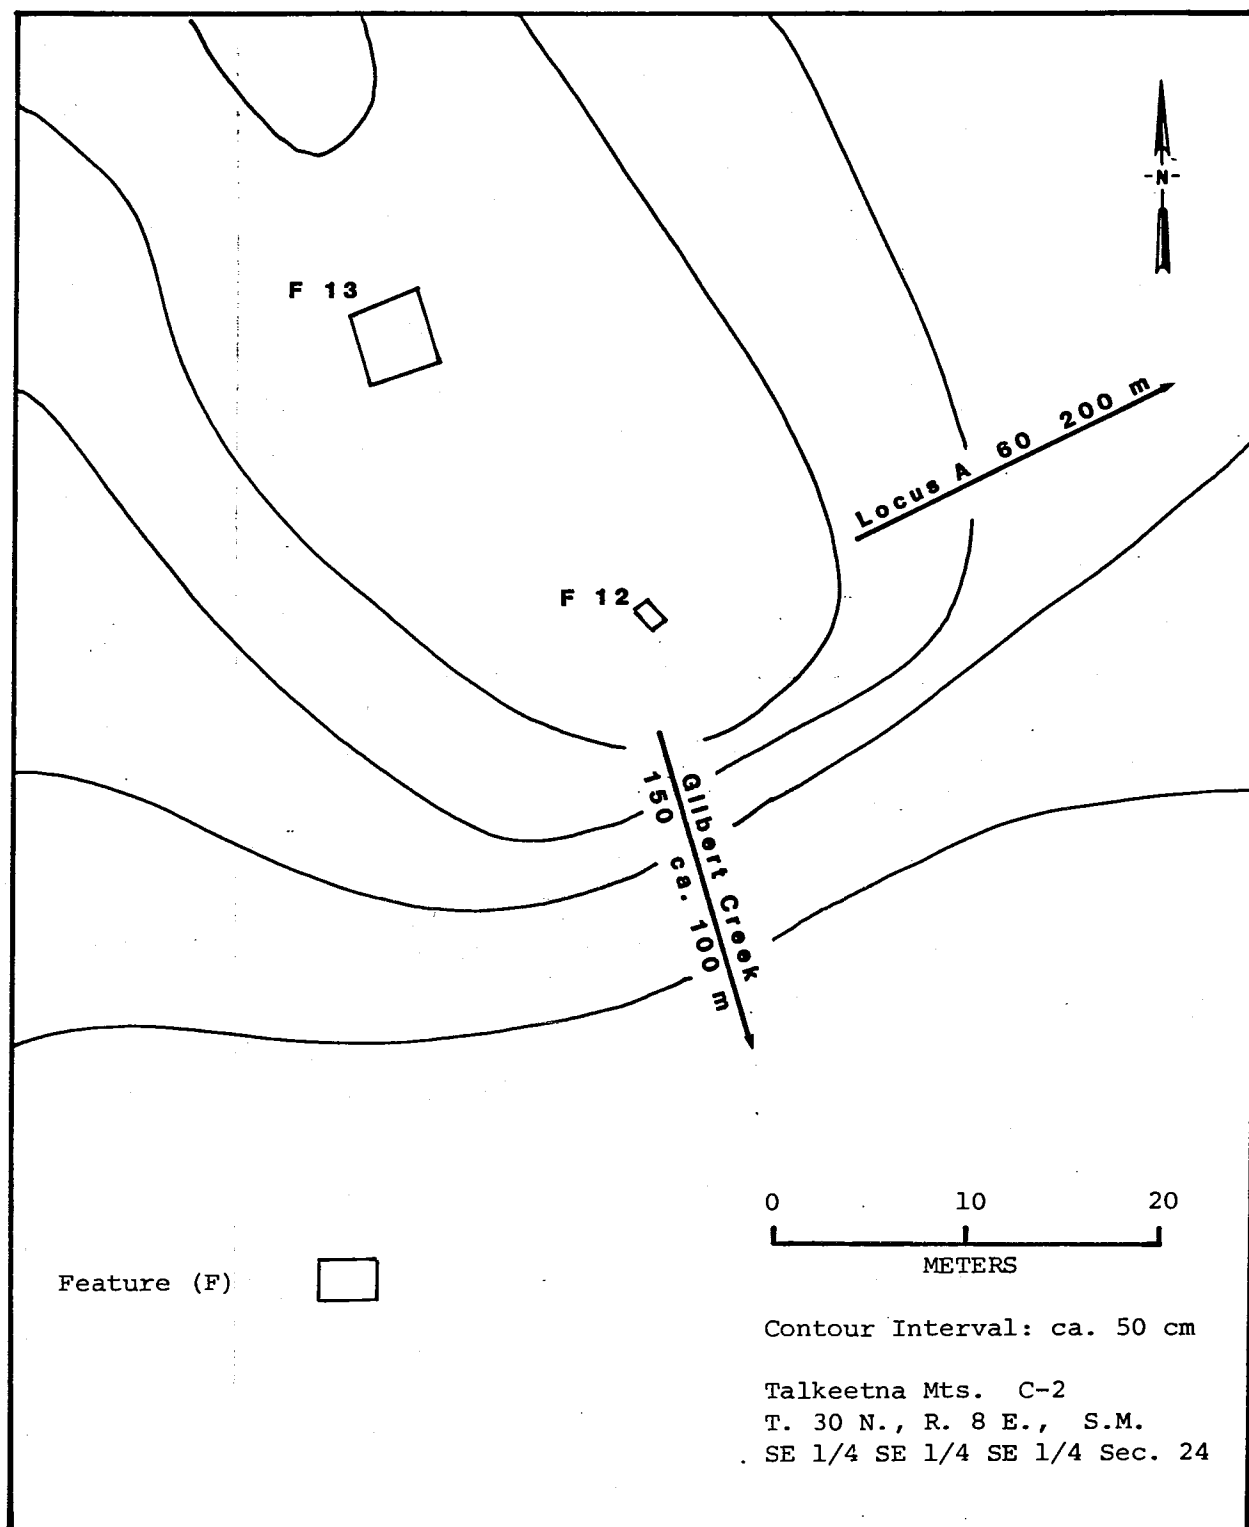 -N-
F 13
Locus A 60 200 m
F 12
Gilbert Creek
150 ca. 100 m
0 10 20
METERS
Feature (F)
Contour Interval: ca. 50 cm
Talkeetna Mts. C-2
T. 30 N., R. 8 E., S.M.
SE 1/4 SE 1/4 SE 1/4 Sec. 24